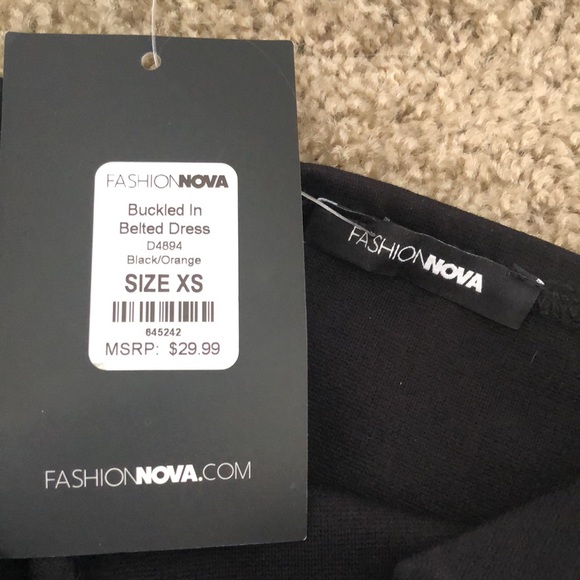 FASHIONNOVA
Buckled In
Belted Dress
D4894
Black/Orange
SIZE XS
645242
MSRP: $29.99
FASHIONNOVA.COM
FASHIONNOVA